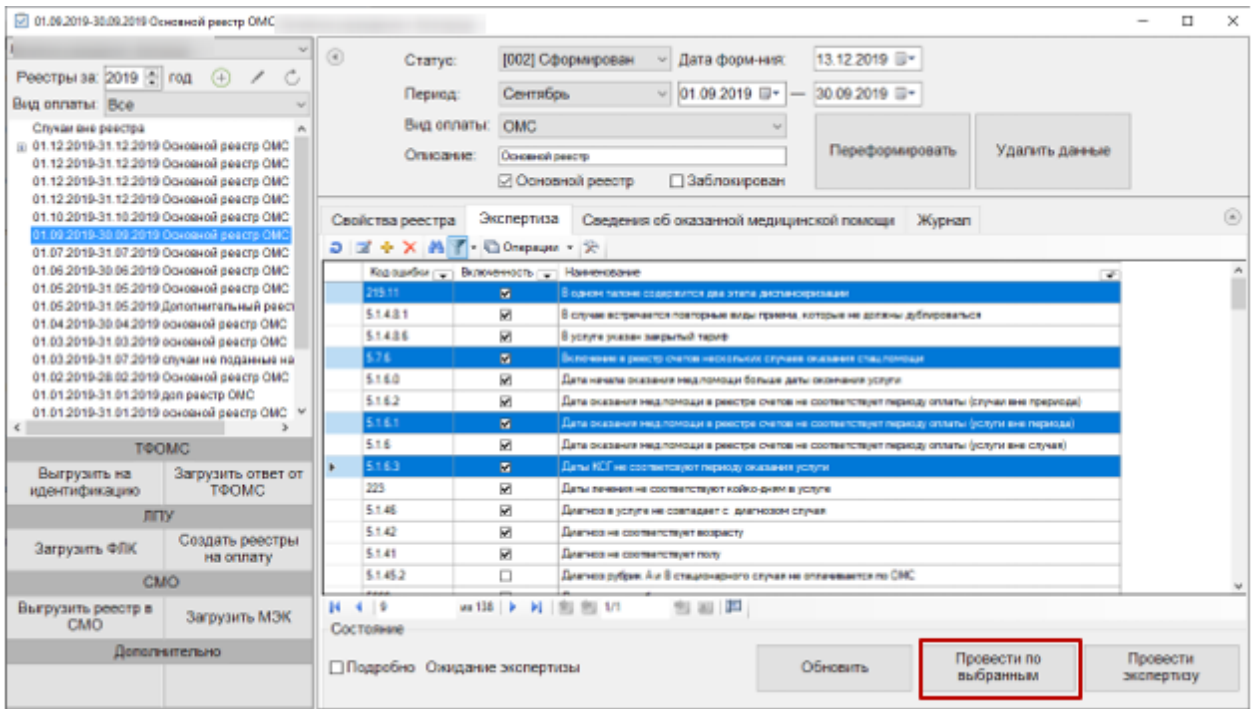 01.09.2019-30.09.2019 Основной реестр ОМС
Реестры за: 2019 год
Вид оплаты: Все
Случаи вне реестра
01.12.2019-31.12.2019 Основной реестр ОМС
01.12.2019-31.12.2019 Основной реестр ОМС
01.12.2019-31.12.2019 Основной реестр ОМС
01.12.2019-31.12.2019 Основной реестр ОМС
01.10.2019-31.10.2019 Основной реестр ОМС
01.09.2019-30.09.2019 Основной реестр ОМС
01.07.2019-31.07.2019 Основной реестр ОМС
01.06.2019-30.06.2019 Основной реестр ОМС
01.05.2019-31.05.2019 Основной реестр ОМС
01.05.2019-31.05.2019 Дополнительный реест
01.04.2019-30.04.2019 основной реестр ОМС
01.03.2019-31.03.2019 основной реестр ОМС
01.03.2019-31.07.2019 случаи не поданные на
01.02.2019-28.02.2019 Основной реестр ОМС
01.01.2019-31.01.2019 доп реестр ОМС
01.01.2019-31.01.2019 основной реестр ОМС
ТФОМС
Выгрузить на идентификацию
Загрузить ответ от ТФОМС
ЛПУ
Загрузить ФЛК
Создать реестры на оплату
СМО
Выгрузить реестр в СМО
Загрузить МЭК
Дополнительно
Статус: [002] Сформирован Дата форм-ния: 13.12.2019
Период: Сентябрь 01.09.2019 — 30.09.2019
Вид оплаты: ОМС
Описание: Основной реестр
Основной реестр Заблокирован
Переформировать Удалить данные
Свойства реестра Экспертиза Сведения об оказанной медицинской помощи Журнал
Операции
Код ошибки Включенность Наименование
219.11 В одном талоне содержится два этапа диспансеризации
5.1.4.8.1 В случае встречается повторные виды приема, которые не должны дублироваться
5.1.4.8.6 В услуге указан закрытый тариф
5.7.6 Включение в реестр счетов нескольких случаев оказания стац.помощи
5.1.6.0 Дата начала оказания мед.помощи больше даты окончания услуги
5.1.6.2 Дата оказания мед.помощи в реестре счетов не соответствует периоду оплаты (случаи вне прериода)
5.1.6.1 Дата оказания мед.помощи в реестре счетов не соответствует периоду оплаты (услуги вне периода)
5.1.6 Дата оказания мед.помощи в реестре счетов не соответствует периоду оплаты (услуги вне случая)
5.1.6.3 Даты КСГ не соответсвуют периоду оказания услуги
223 Даты лечения не соответствуют койко-дням в услуге
5.1.46 Диагноз в услуге не совпадает с диагнозом случая
5.1.42 Диагноз не соответствует возрасту
5.1.41 Диагноз не соответствует полу
5.1.45.2 Диагноз рубрик А и В стационарного случая не оплачивается по ОМС
9 из 138 1/1
Состояние
Подробно Ожидание экспертизы
Обновить
Провести по выбранным
Провести экспертизу